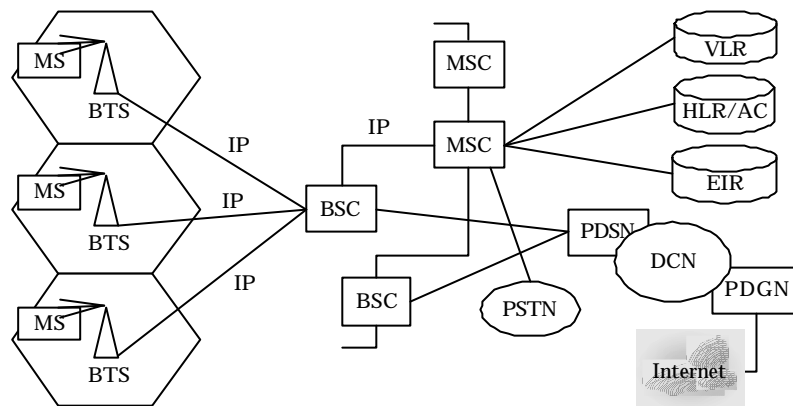 MS
BTS
IP
MS
BTS
IP
MS
BTS
IP
BSC
IP
MSC
MSC
BSC
PSTN
VLR
HLR/AC
EIR
PDSN
DCN
PDGN
Internet